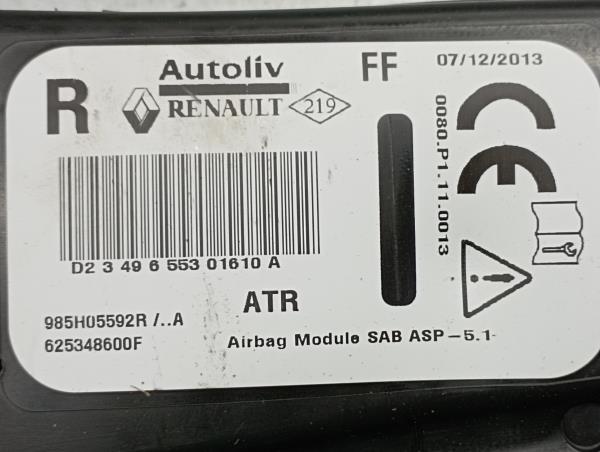 R
Autoliv
RENAULT 219
FF
07/12/2013
0080.P1.11.0013
CE
D2 3 49 6 553 01610 A
985H05592R /..A
625348600F
ATR
Airbag Module SAB ASP-5.1